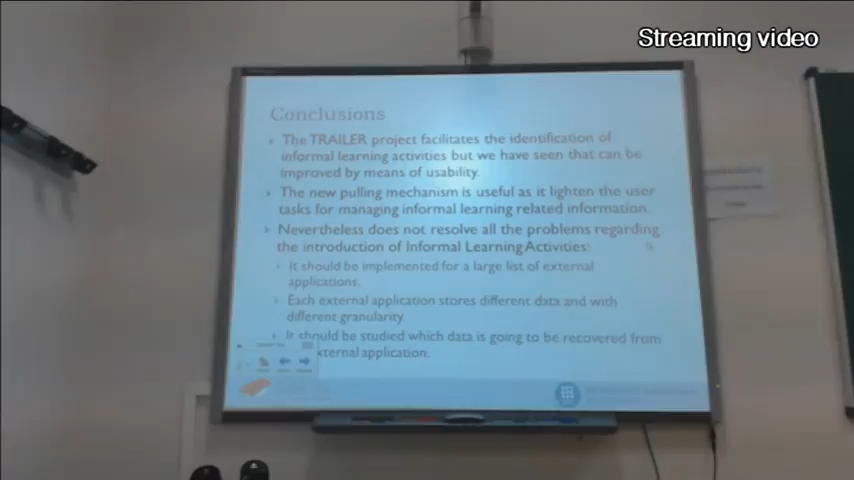 Streaming video
Conclusions
The TRAILER project facilitates the identification of
informal learning activities but we have seen that can be
improved by means of usability.
The new pulling mechanism is useful as it lighten the user
tasks for managing informal learning related information.
Nevertheless does not resolve all the problems regarding
the introduction of Informal Learning Activities:
It should be implemented for a large list of external
applications.
Each external application stores different data and with
different granularity.
It should be studied which data is going to be recovered from
external application.